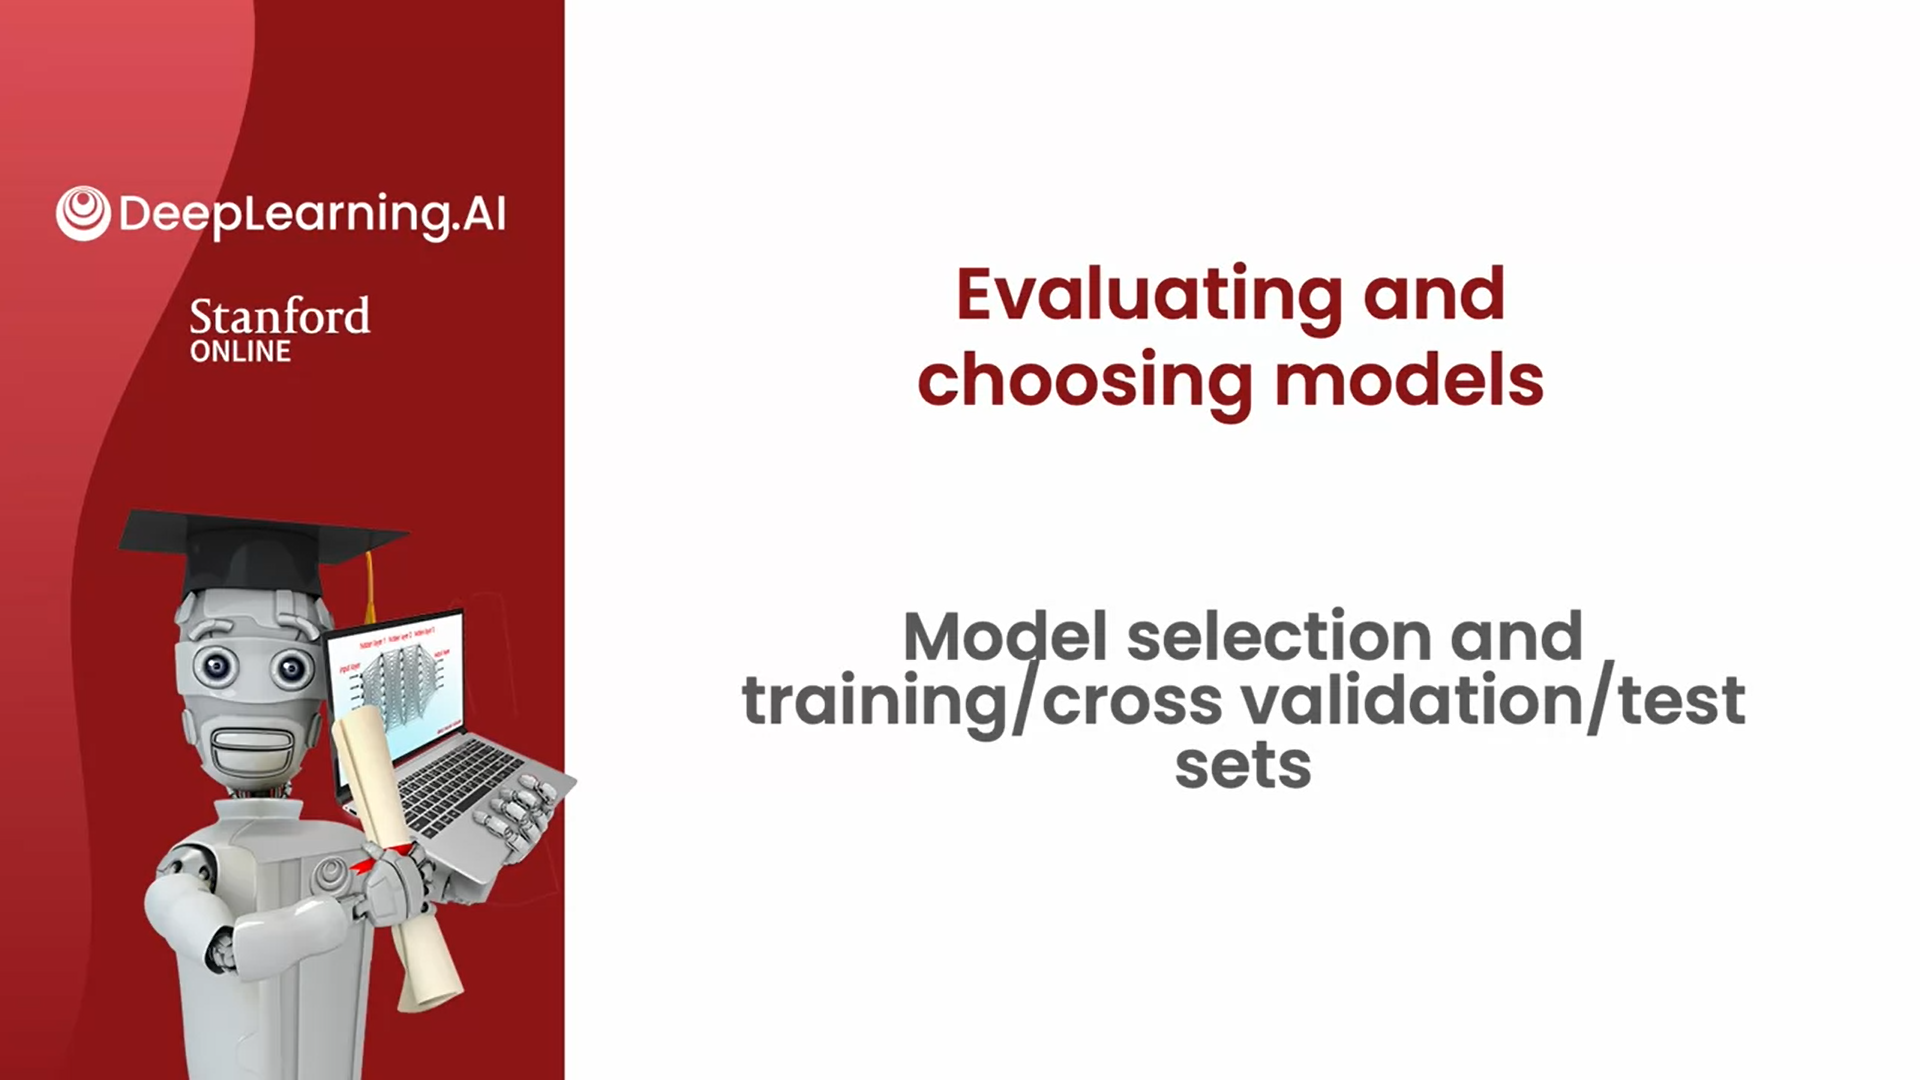 DeepLearning.AI
Stanford
ONLINE
Evaluating and
choosing models
Model selection and
training/cross validation/test
sets